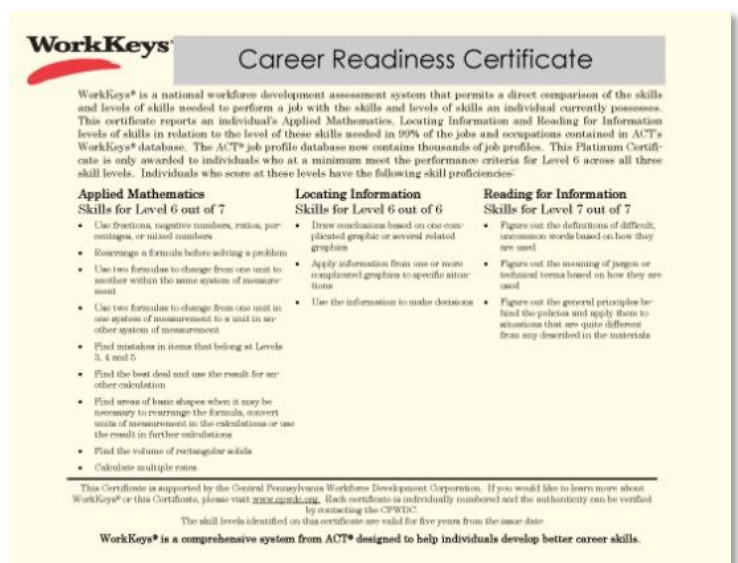 WorkKeys®
Career Readiness Certificate
WorkKeys® is a national workforce development assessment system that permits a direct comparison of the skills
and levels of skills needed to perform a job with the skills and levels of skills an individual currently possesses.
This certificate reports an individual's Applied Mathematics, Locating Information and Reading for Information
levels of skills in relation to the level of these skills needed in 99% of the jobs and occupations contained in ACT's
WorkKeys® database. The ACT® job profile database now contains thousands of job profiles. This Platinum Certifi-
cate is only awarded to individuals who at a minimum meet the performance criteria for Level 6 across all three
skill levels. Individuals who score at these levels have the following skill proficiencies:
Applied Mathematics
Skills for Level 6 out of 7
• Use fractions, negative numbers, ratios, per-
centages, or mixed numbers
• Rearrange a formula before solving a problem
• Use two formulas to change from one unit to
another within the same system of measure-
ment
• Use two formulas to change from one unit in
one system of measurement to a unit in an-
other system of measurement
• Find mistakes in items that belong at Levels
3, 4 and 5
• Find the best deal and use the result for an-
other calculation
• Find areas of basic shapes when it may be
necessary to rearrange the formula, convert
units of measurement in the calculations or use
the result in further calculations
• Find the volume of rectangular solids
• Calculate multiple rates
Locating Information
Skills for Level 6 out of 6
• Draw conclusions based on one com-
plicated graphic or several related
graphics
• Apply information from one or more
complicated graphics to specific situa-
tions
• Use the information to make decisions
Reading for Information
Skills for Level 7 out of 7
• Figure out the definitions of difficult,
uncommon words based on how they
are used
• Figure out the meaning of jargon or
technical terms based on how they are
used
• Figure out the general principles be-
hind the policies and apply them to
situations that are quite different
from any described in the materials
This Certificate is supported by the Central Pennsylvania Workforce Development Corporation. If you would like to learn more about
WorkKeys® or this Certificate, please visit www.cpwdc.org. Each certificate is individually numbered and the authenticity can be verified
by contacting the CPWDC.
The skill levels identified on this certificate are valid for five years from the issue date
WorkKeys® is a comprehensive system from ACT® designed to help individuals develop better career skills.